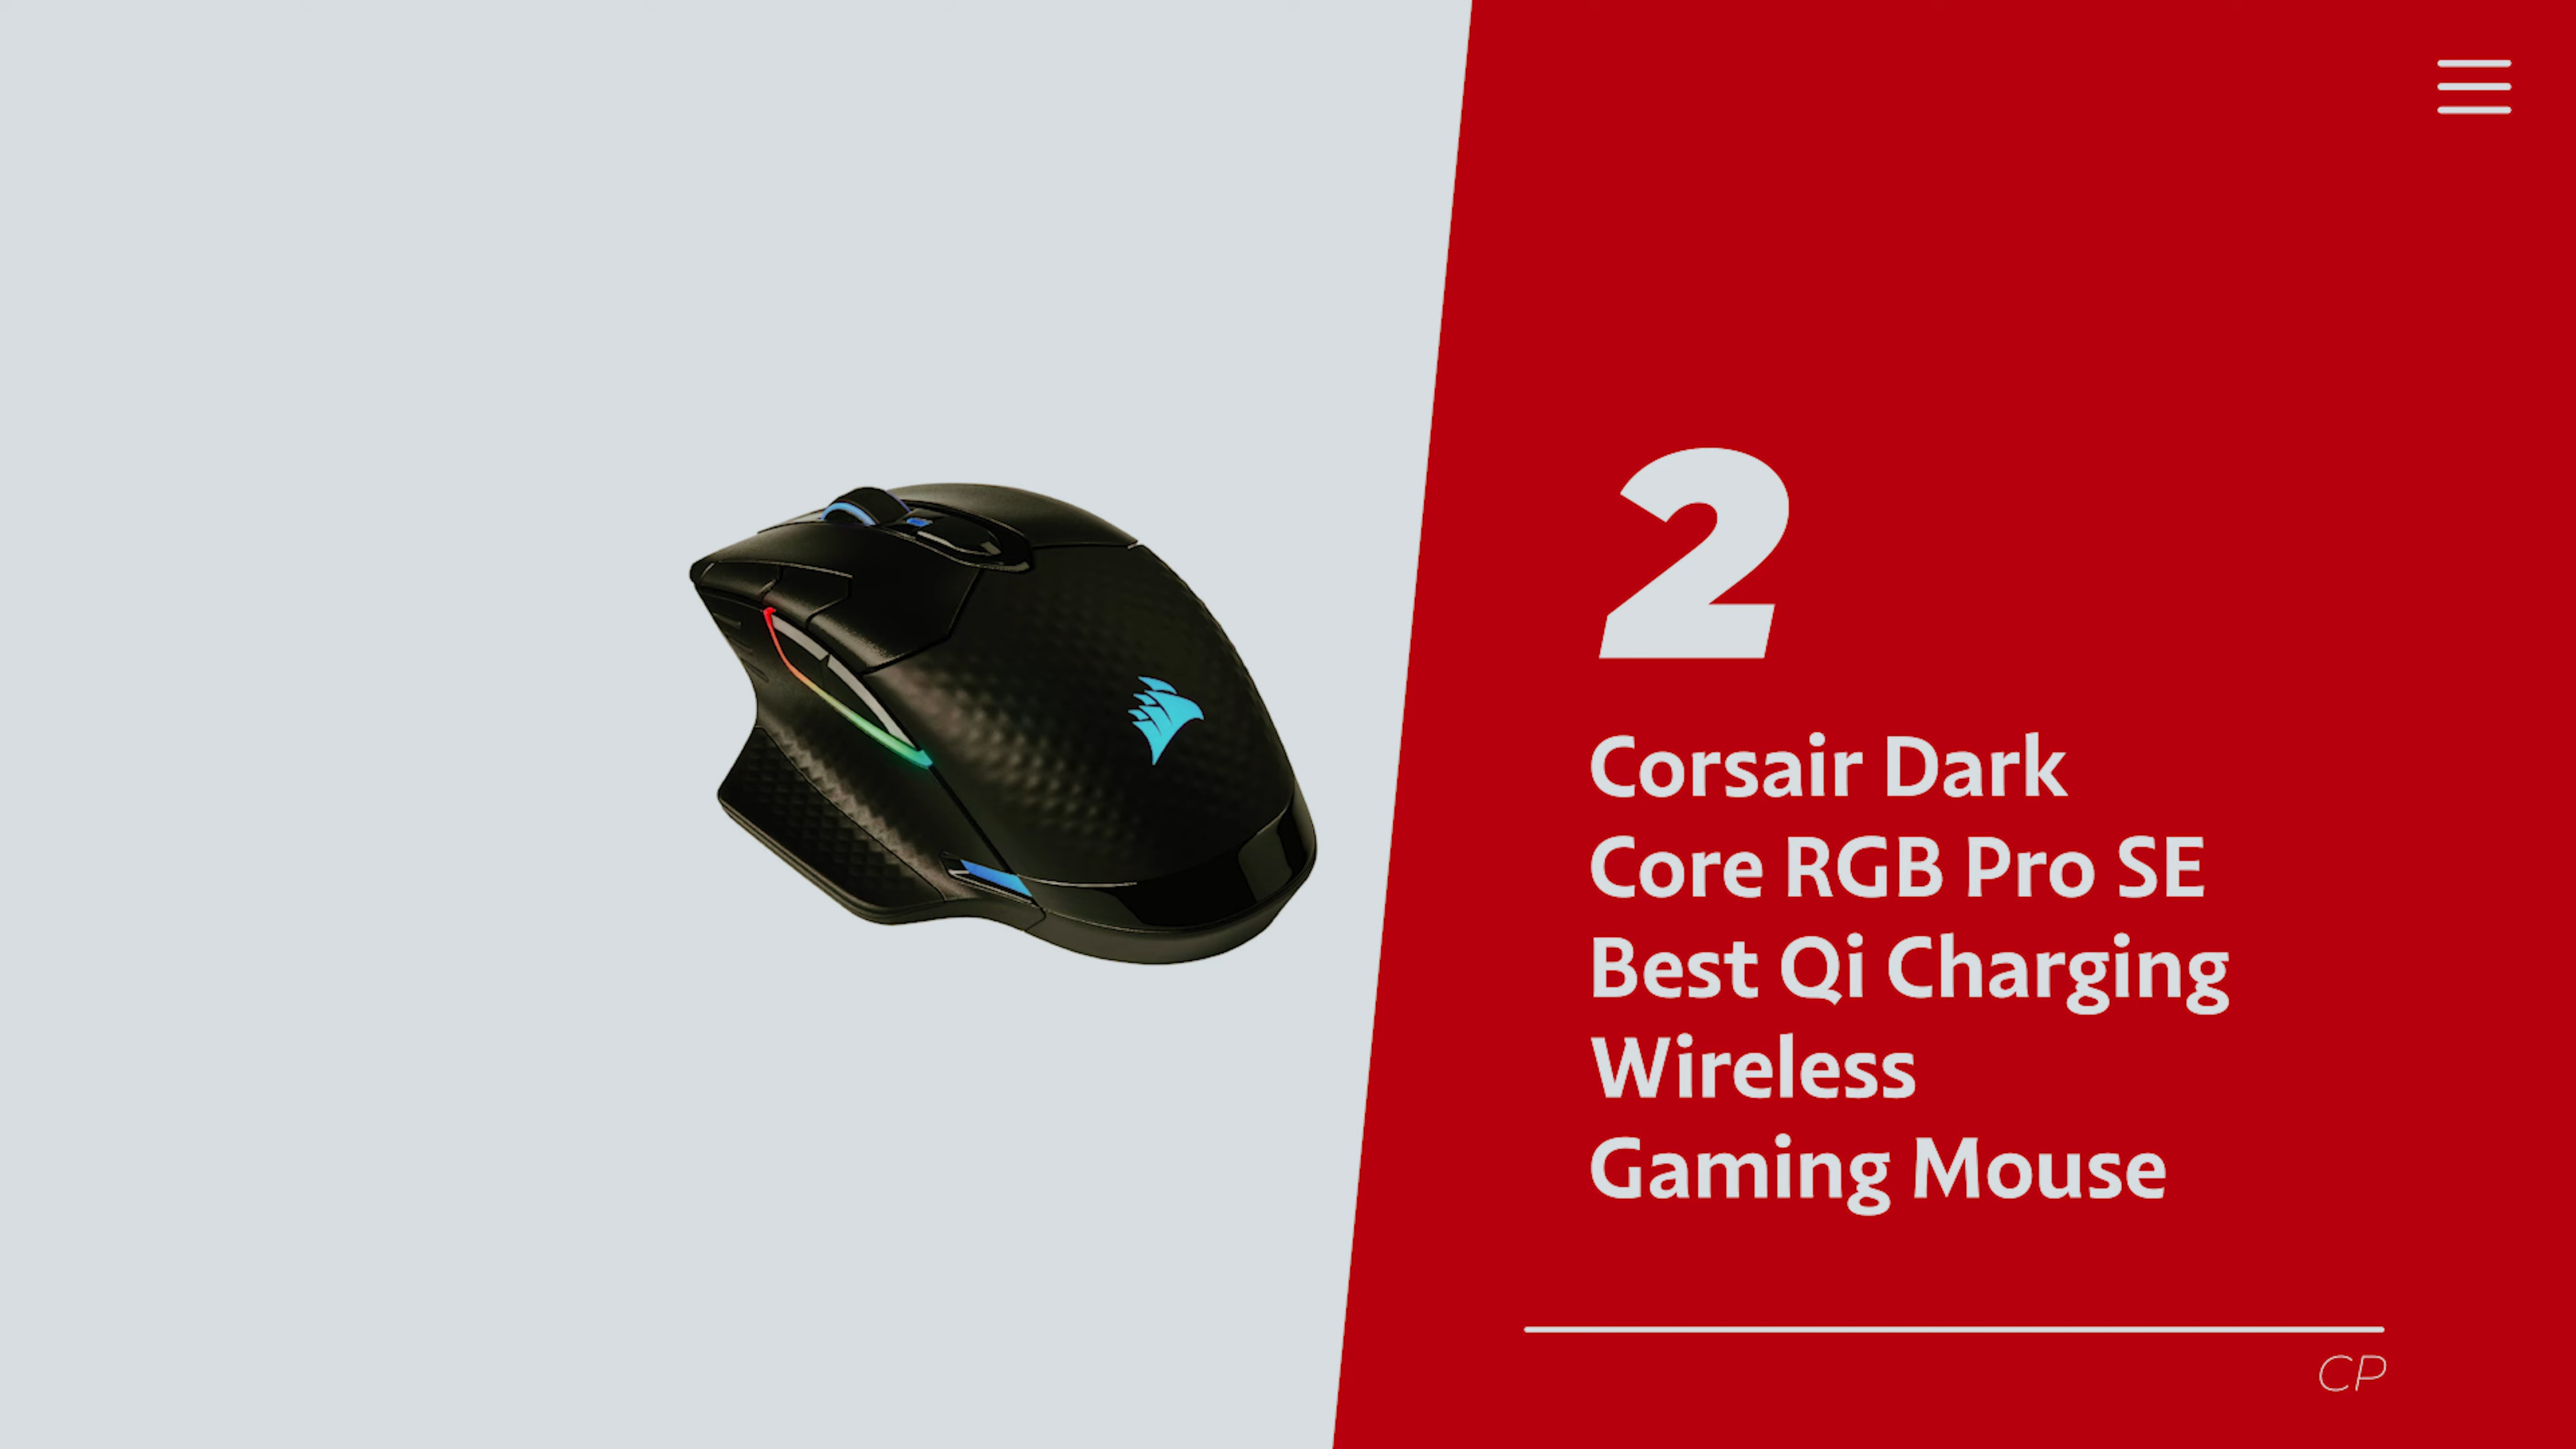 2
Corsair Dark
Core RGB Pro SE
Best Qi Charging
Wireless
Gaming Mouse
CP